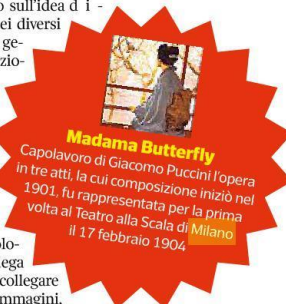 sull'idea d i -
ei diversi
ge-
zio-
Madama Butterfly
Capolavoro di Giacomo Puccini l'opera
in tre atti, la cui composizione iniziò nel
1901, fu rappresentata per la prima
volta al Teatro alla Scala di Milano
il 17 febbraio 1904
olo-
ega
collegare
mmagini.